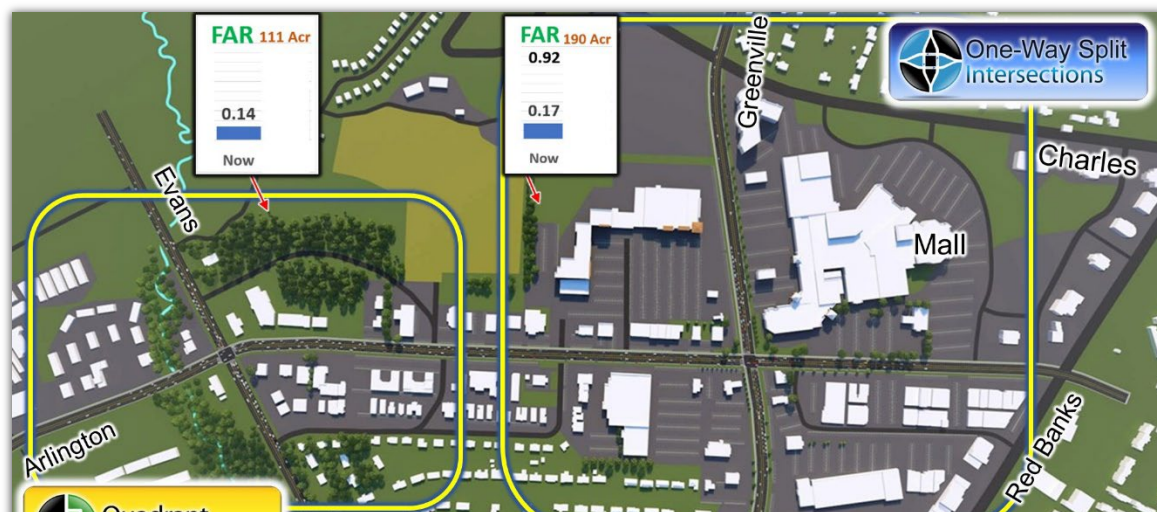 FAR 111 Acr
0.14
Now
FAR 190 Acr
0.92
0.17
Now
Greenville
One-Way Split
Intersections
Charles
Evans
Mall
Arlington
Red Banks
Quadrant